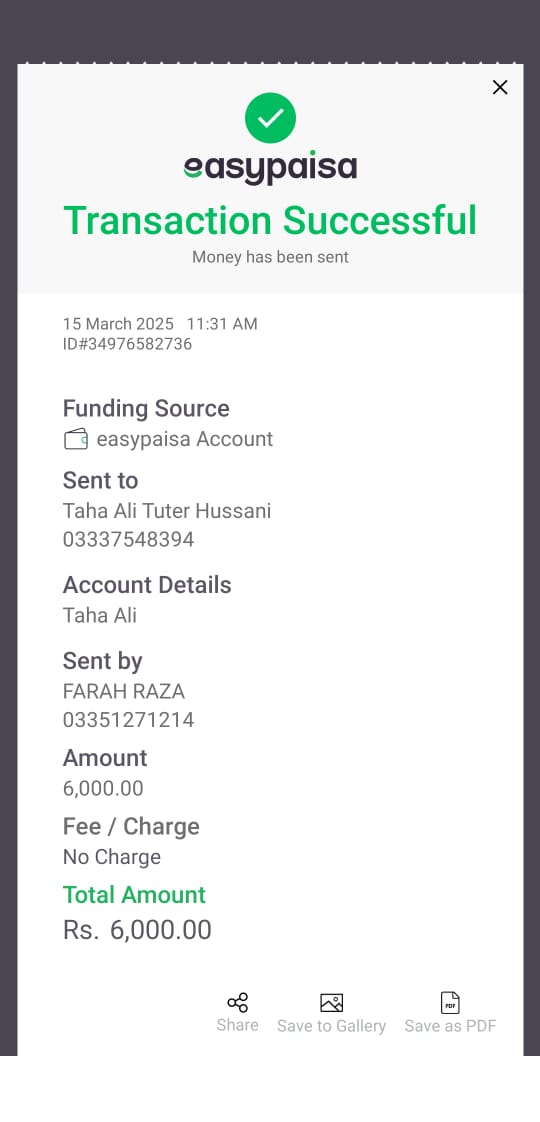 easypaisa
Transaction Successful
Money has been sent
15 March 2025 11:31 AM
ID#34976582736
Funding Source
easypaisa Account
Sent to
Taha Ali Tuter Hussani
03337548394
Account Details
Taha Ali
Sent by
FARAH RAZA
03351271214
Amount
6,000.00
Fee / Charge
No Charge
Total Amount
Rs. 6,000.00
Share Save to Gallery PDF Save as PDF